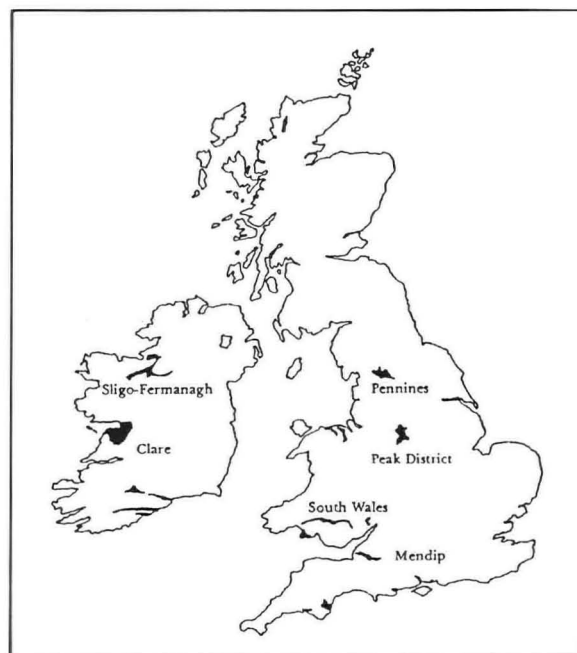 Sligo-Fermanagh
Pennines
Clare
Peak District
South Wales
Mendip